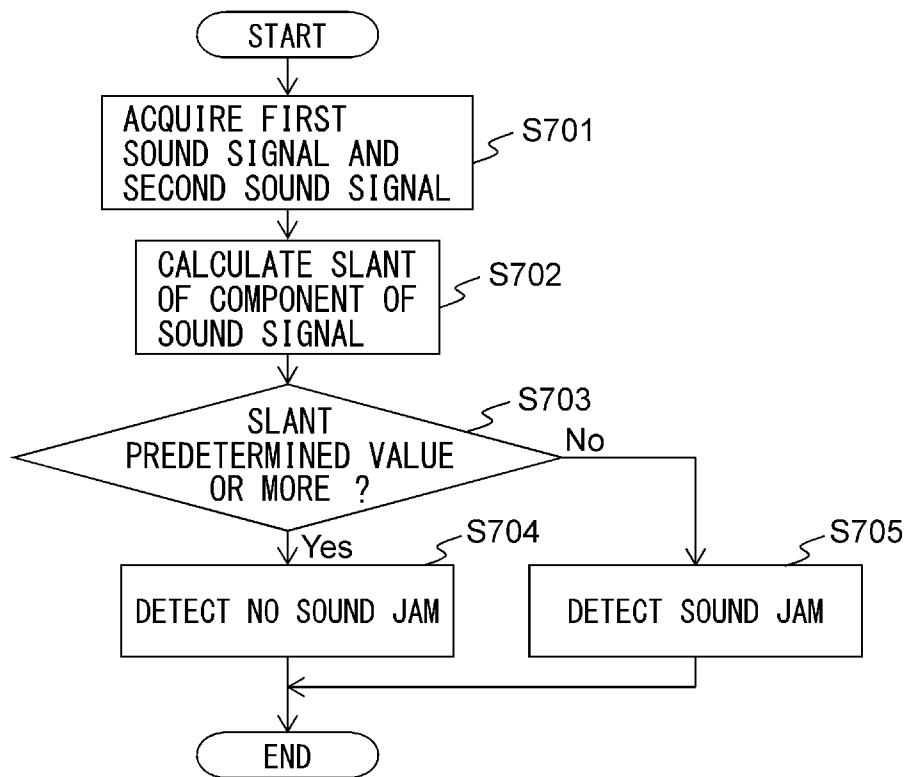 START
ACQUIRE FIRST
SOUND SIGNAL AND
SECOND SOUND SIGNAL
S701
CALCULATE SLANT
OF COMPONENT OF
SOUND SIGNAL
S702
SLANT
PREDETERMINED VALUE
OR MORE ?
S703
No
Yes
S704
S705
DETECT NO SOUND JAM
DETECT SOUND JAM
END